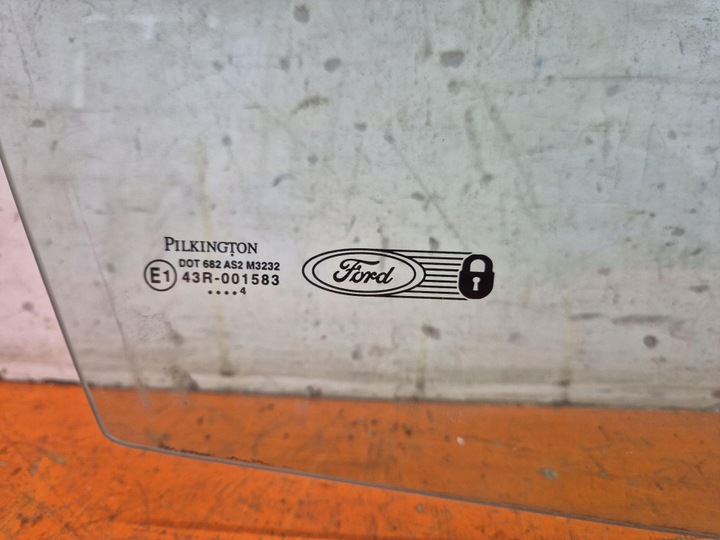 PILKINGTON
DOT 682 AS2 M3232
E1 43R-001583
....4
Ford